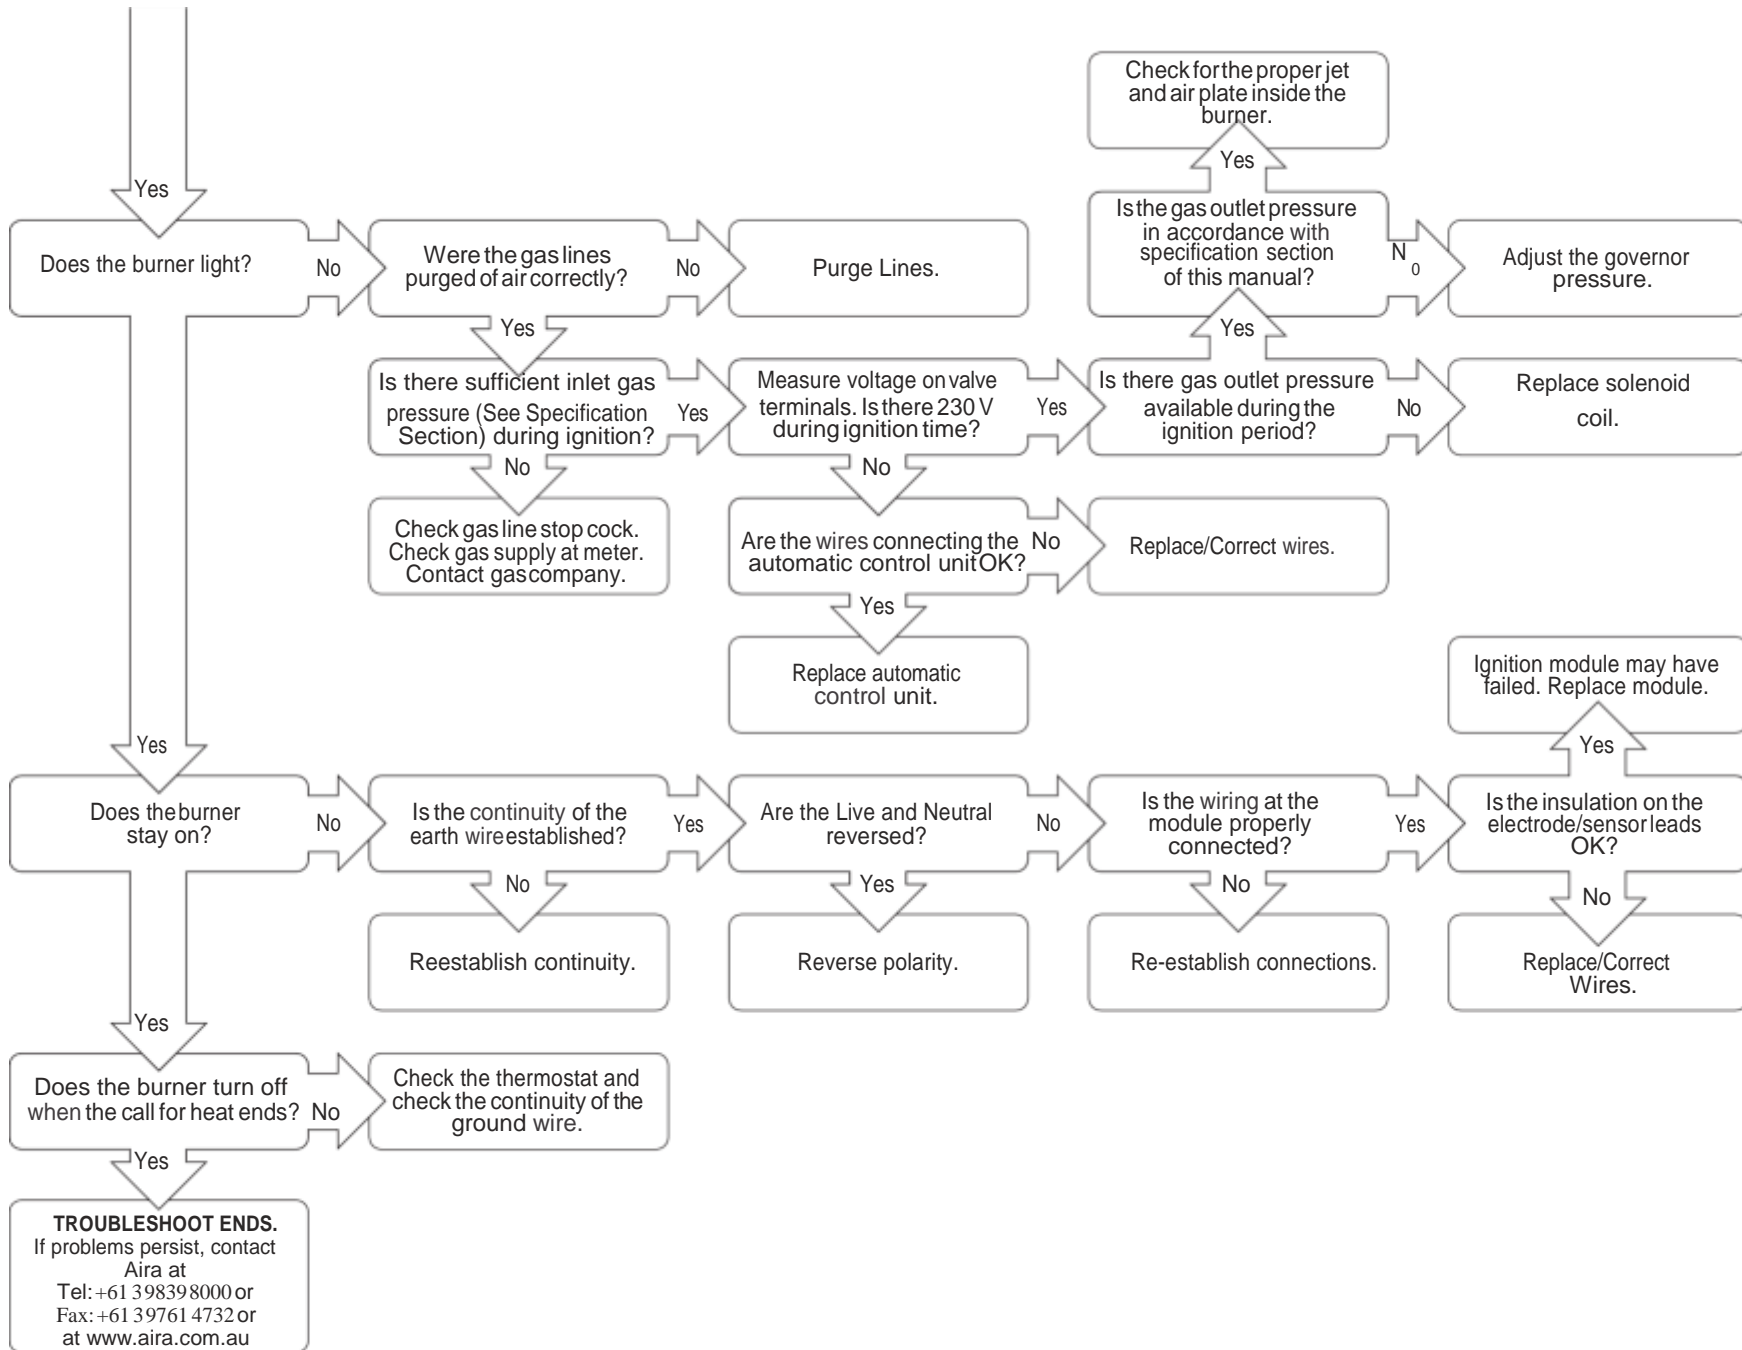 Check for the proper jet
and air plate inside the
burner.
Yes
Yes
Does the burner light?
No
Were the gas lines
purged of air correctly?
No
Purge Lines.
Is the gas outlet pressure
in accordance with
specification section
of this manual?
No
Adjust the governor
pressure.
Yes
Yes
Is there sufficient inlet gas
pressure (See Specification
Section) during ignition?
Yes
Measure voltage on valve
terminals. Is there 230 V
during ignition time?
Yes
Is there gas outlet pressure
available during the
ignition period?
No
Replace solenoid
coil.
No
No
Check gas line stop cock.
Check gas supply at meter.
Contact gas company.
Are the wires connecting the
automatic control unit OK?
No
Replace/Correct wires.
Yes
Replace automatic
control unit.
Ignition module may have
failed. Replace module.
Yes
Yes
Does the burner
stay on?
No
Is the continuity of the
earth wire established?
Yes
Are the Live and Neutral
reversed?
No
Is the wiring at the
module properly
connected?
Yes
Is the insulation on the
electrode/sensor leads
OK?
No
Yes
No
No
Reestablish continuity.
Reverse polarity.
Re-establish connections.
Replace/Correct
Wires.
Yes
Does the burner turn off
when the call for heat ends?
No
Check the thermostat and
check the continuity of the
ground wire.
Yes
TROUBLESHOOT ENDS.
If problems persist, contact
Aira at
Tel: +61 3 9839 8000 or
Fax: +61 3 9761 4732 or
at www.aira.com.au